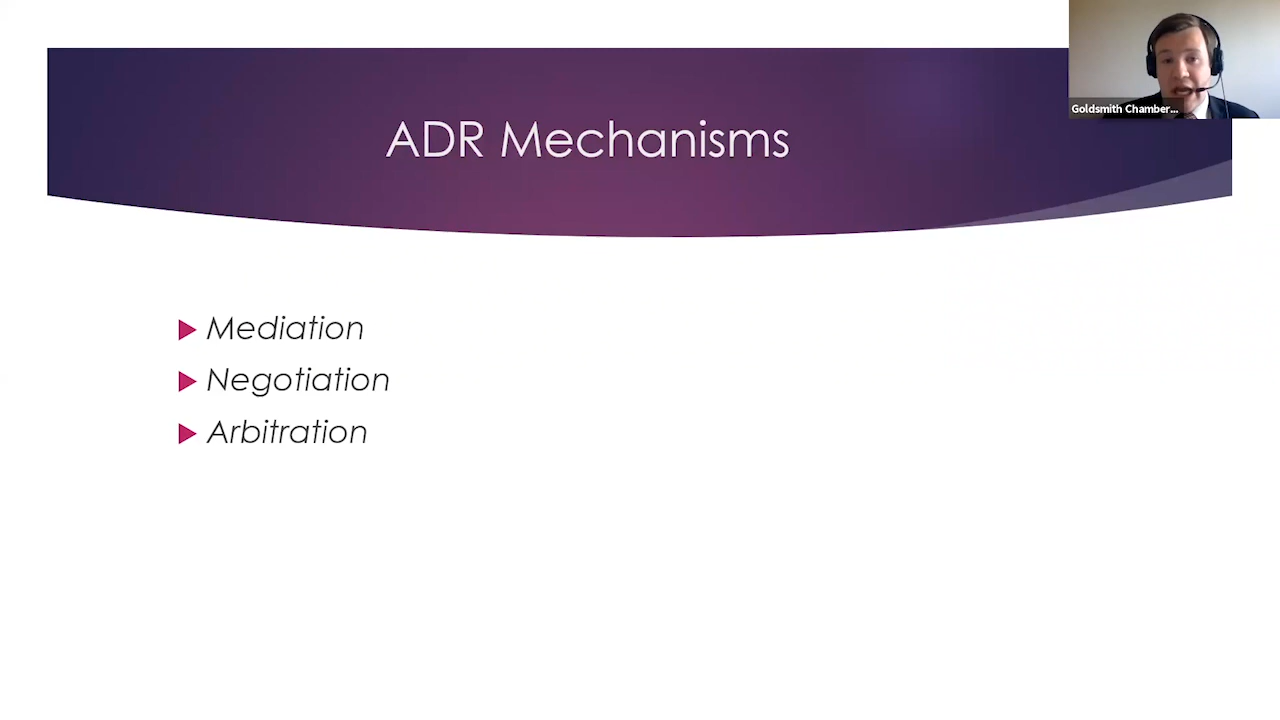 ADR Mechanisms
Goldsmith Chamber...
Mediation
Negotiation
Arbitration